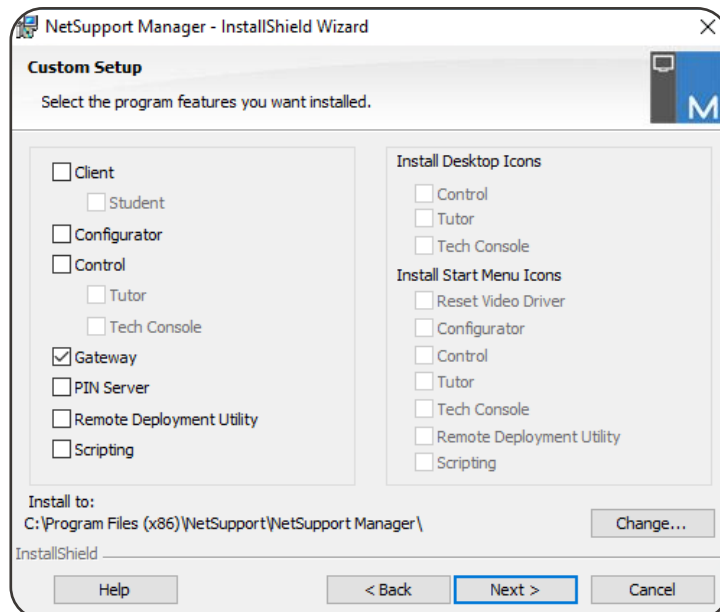 NetSupport Manager - InstallShield Wizard
Custom Setup
Select the program features you want installed.
M
Client
Student
Configurator
Control
Tutor
Tech Console
Gateway
PIN Server
Remote Deployment Utility
Scripting
Install Desktop Icons
Control
Tutor
Tech Console
Install Start Menu Icons
Reset Video Driver
Configurator
Control
Tutor
Tech Console
Remote Deployment Utility
Scripting
Install to:
C:\Program Files (x86)\NetSupport\NetSupport Manager\
Change...
InstallShield
Help
< Back
Next >
Cancel